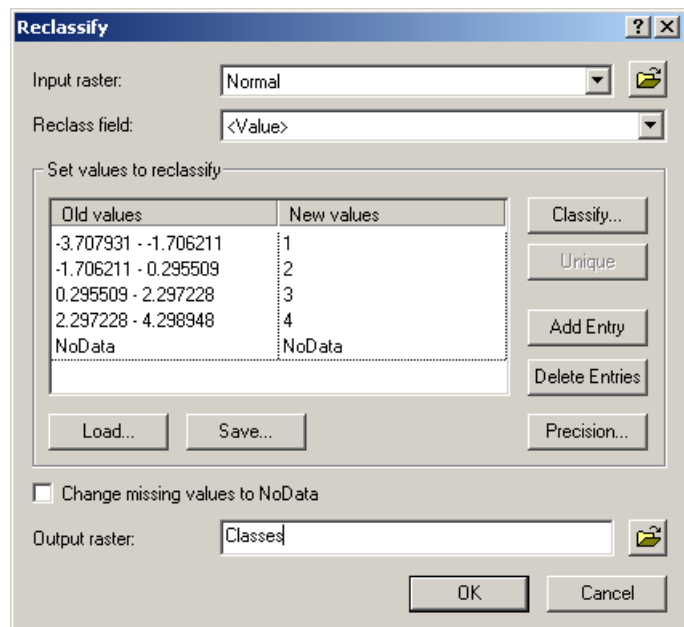 Reclassify
Input raster: Normal
Reclass field: <Value>
Set values to reclassify
Old values New values
-3.707931 - -1.706211 1
-1.706211 - 0.295509 2
0.295509 - 2.297228 3
2.297228 - 4.298948 4
NoData NoData
Classify...
Unique
Add Entry
Delete Entries
Load... Save... Precision...
Change missing values to NoData
Output raster: Classes
OK Cancel